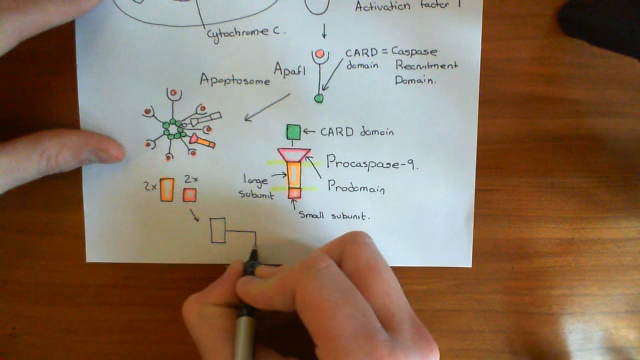 Activation factor 1
Cytochrome c.
Apaf1
CARD = Caspase
domain Recruitment
Domain.
Apoptosome
CARD domain
Procaspase-9.
Prodomain
large
subunit
2x 2x
Small subunit.